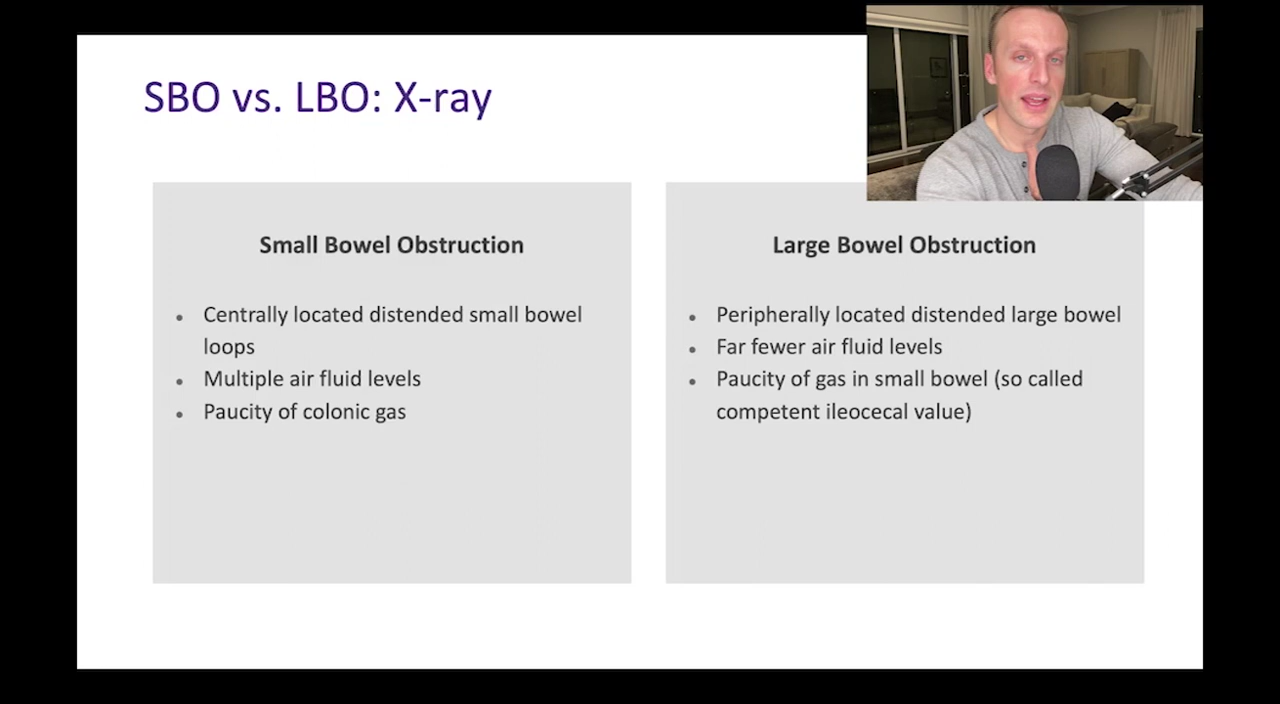 SBO vs. LBO: X-ray
Small Bowel Obstruction
• Centrally located distended small bowel
loops
• Multiple air fluid levels
• Paucity of colonic gas
Large Bowel Obstruction
• Peripherally located distended large bowel
• Far fewer air fluid levels
• Paucity of gas in small bowel (so called
competent ileocecal value)